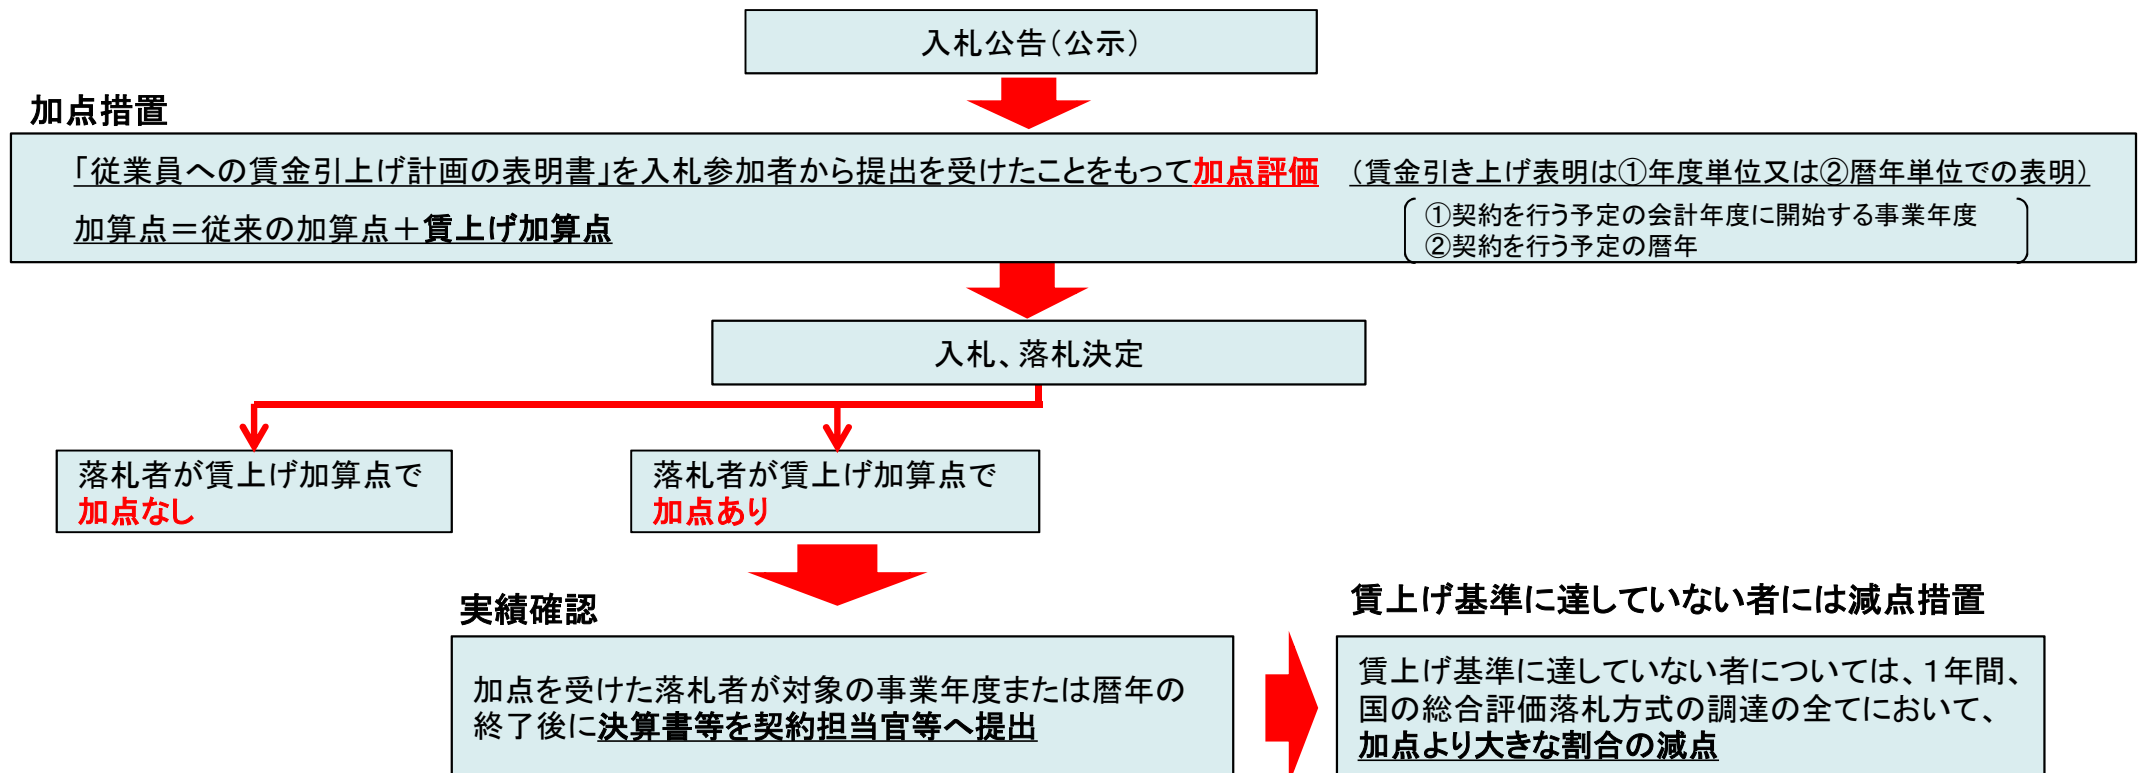 入札公告（公示）
加点措置
「従業員への賃金引上げ計画の表明書」を入札参加者から提出を受けたことをもって加点評価　（賃金引き上げ表明は①年度単位又は②暦年単位での表明）
加算点＝従来の加算点＋賃上げ加算点
①契約を行う予定の会計年度に開始する事業年度
②契約を行う予定の暦年
入札、落札決定
落札者が賃上げ加算点で
加点なし
落札者が賃上げ加算点で
加点あり
実績確認
加点を受けた落札者が対象の事業年度または暦年の
終了後に決算書等を契約担当官等へ提出
賃上げ基準に達していない者には減点措置
賃上げ基準に達していない者については、１年間、
国の総合評価落札方式の調達の全てにおいて、
加点より大きな割合の減点